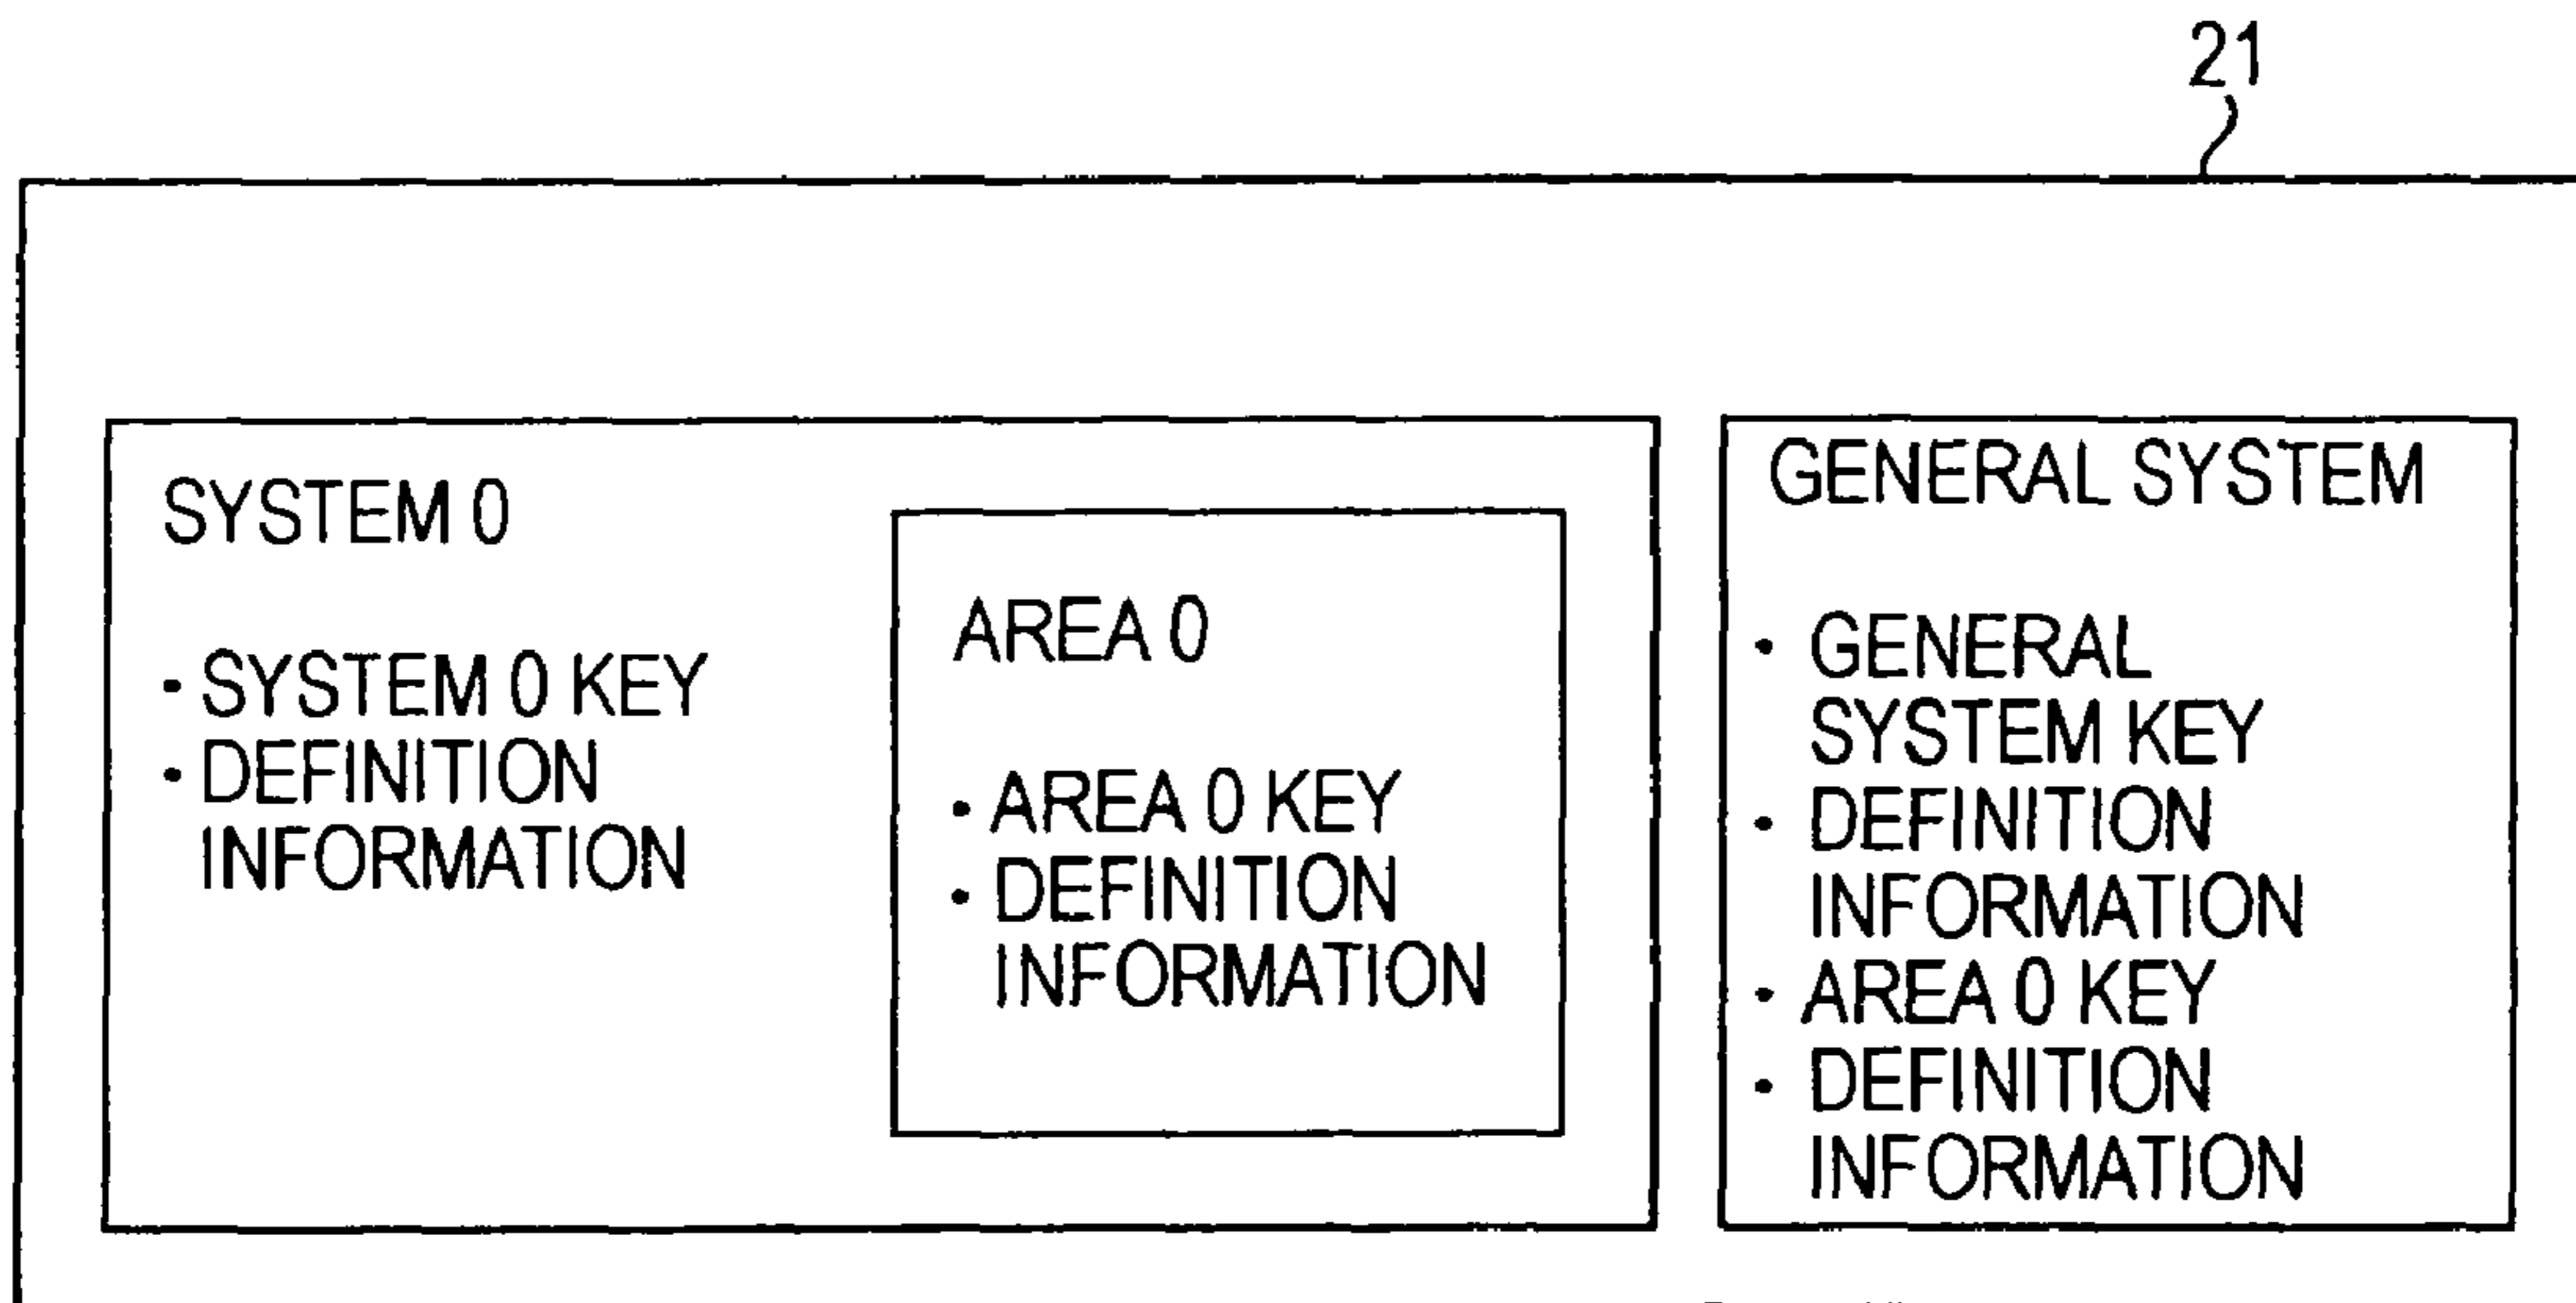 21
SYSTEM 0
· SYSTEM 0 KEY
· DEFINITION
INFORMATION
AREA 0
· AREA 0 KEY
· DEFINITION
INFORMATION
GENERAL SYSTEM
· GENERAL
SYSTEM KEY
· DEFINITION
INFORMATION
· AREA 0 KEY
· DEFINITION
INFORMATION